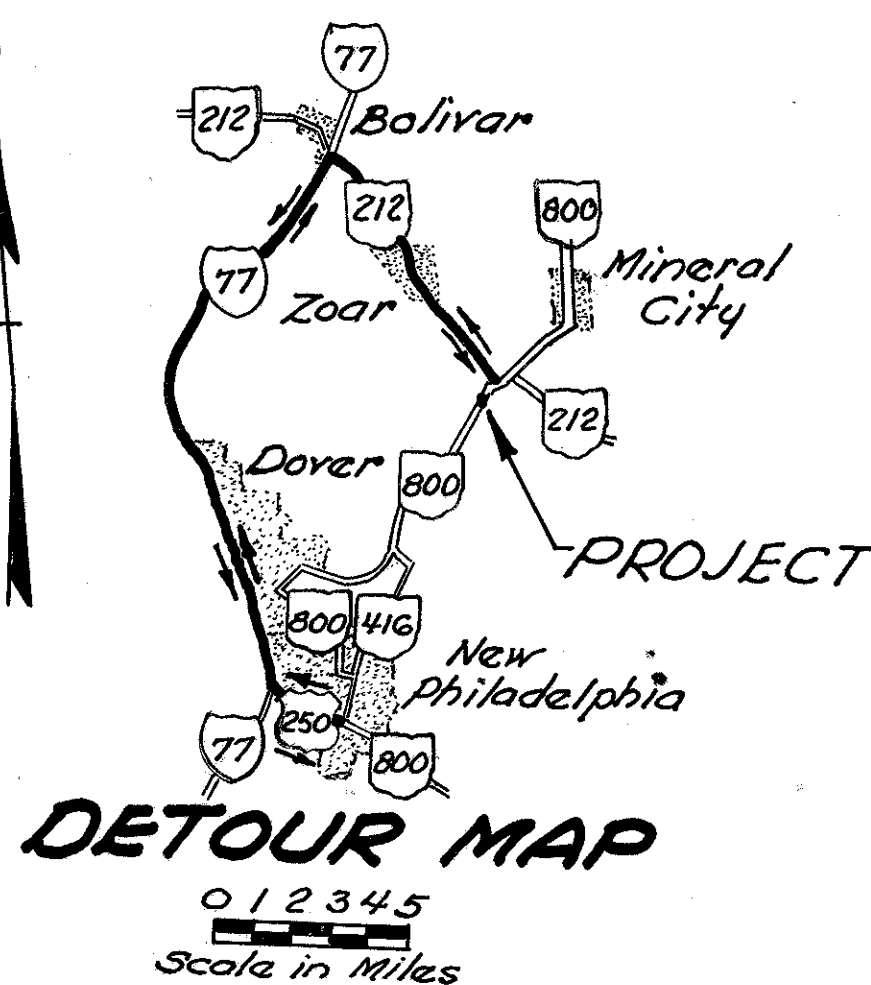 77
212
Bolivar
212
800
Mineral
City
77
Zoar
212
Dover
800
PROJECT
800
416
New
Philadelphia
250
77
800
DETOUR MAP
0 1 2 3 4 5
Scale in Miles